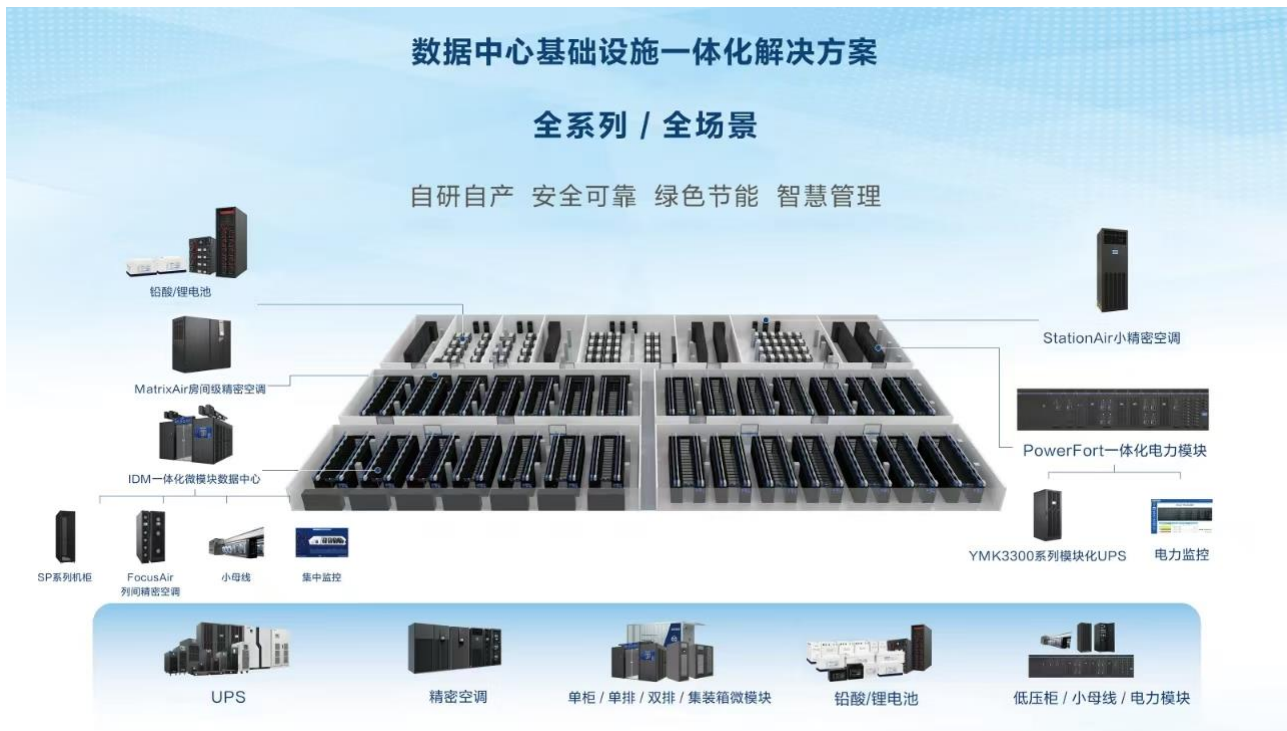 数据中心基础设施一体化解决方案
全系列 / 全场景
自研自产 安全可靠 绿色节能 智慧管理
铅酸/锂电池
MatrixAir房间级精密空调
IDM一体化微模块数据中心
SP系列机柜
FocusAir
列间精密空调
小母线
集中监控
StationAir小精密空调
PowerFort一体化电力模块
YMK3300系列模块化UPS
电力监控
UPS
精密空调
单柜 / 单排 / 双排 / 集装箱微模块
铅酸/锂电池
低压柜 / 小母线 / 电力模块